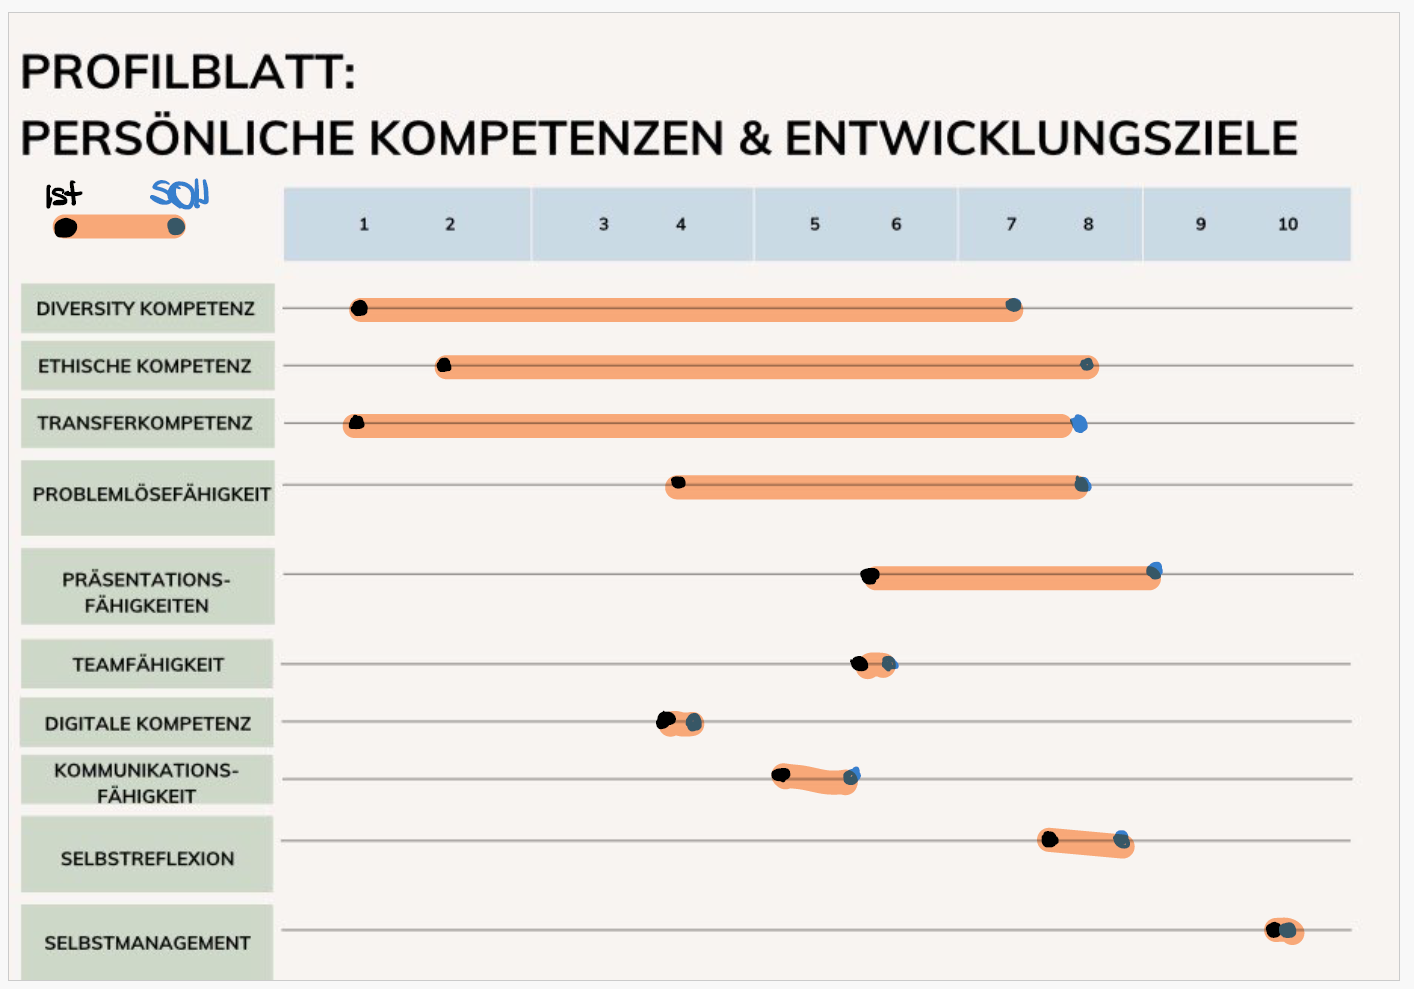 PROFILBLATT:
PERSÖNLICHE KOMPETENZEN & ENTWICKLUNGSZIELE
Ist SOLL
1 2 3 4 5 6 7 8 9 10
DIVERSITY KOMPETENZ
ETHISCHE KOMPETENZ
TRANSFERKOMPETENZ
PROBLEMLÖSEFÄHIGKEIT
PRÄSENTATIONS-
FÄHIGKEITEN
TEAMFÄHIGKEIT
DIGITALE KOMPETENZ
KOMMUNIKATIONS-
FÄHIGKEIT
SELBSTREFLEXION
SELBSTMANAGEMENT